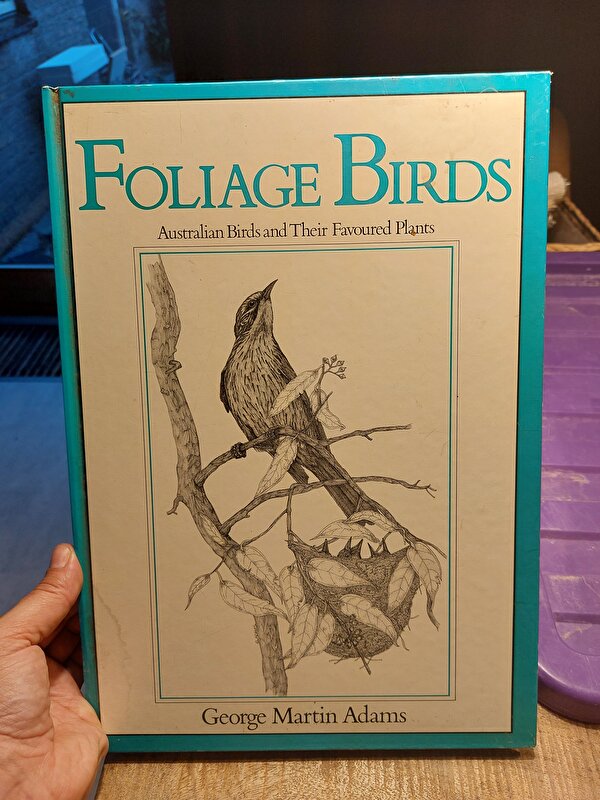 FOLIAGE BIRDS
Australian Birds and Their Favoured Plants
George Martin Adams